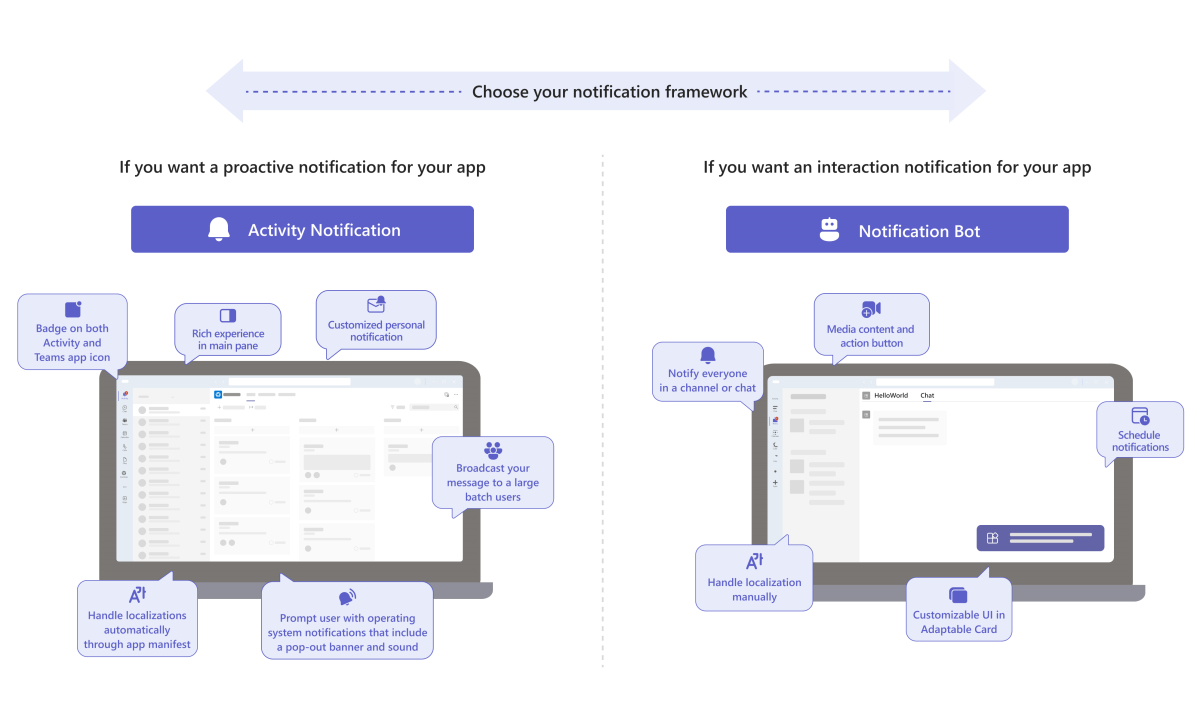 Choose your notification framework
If you want a proactive notification for your app
Activity Notification
Badge on both
Activity and
Teams app icon
Rich experience
in main pane
Customized personal
notification
Broadcast your
message to a large
batch users
Handle localizations
automatically
through app manifest
Prompt user with operating
system notifications that include
a pop-out banner and sound
If you want an interaction notification for your app
Notification Bot
Notify everyone
in a channel or chat
Media content and
action button
HelloWorld Chat
Schedule
notifications
Handle localization
manually
Customizable UI in
Adaptable Card